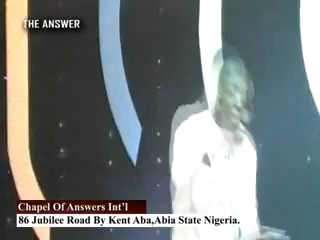 THE ANSWER
Chapel Of Answers Int'l
86 Jubilee Road By Kent Aba,Abia State Nigeria.